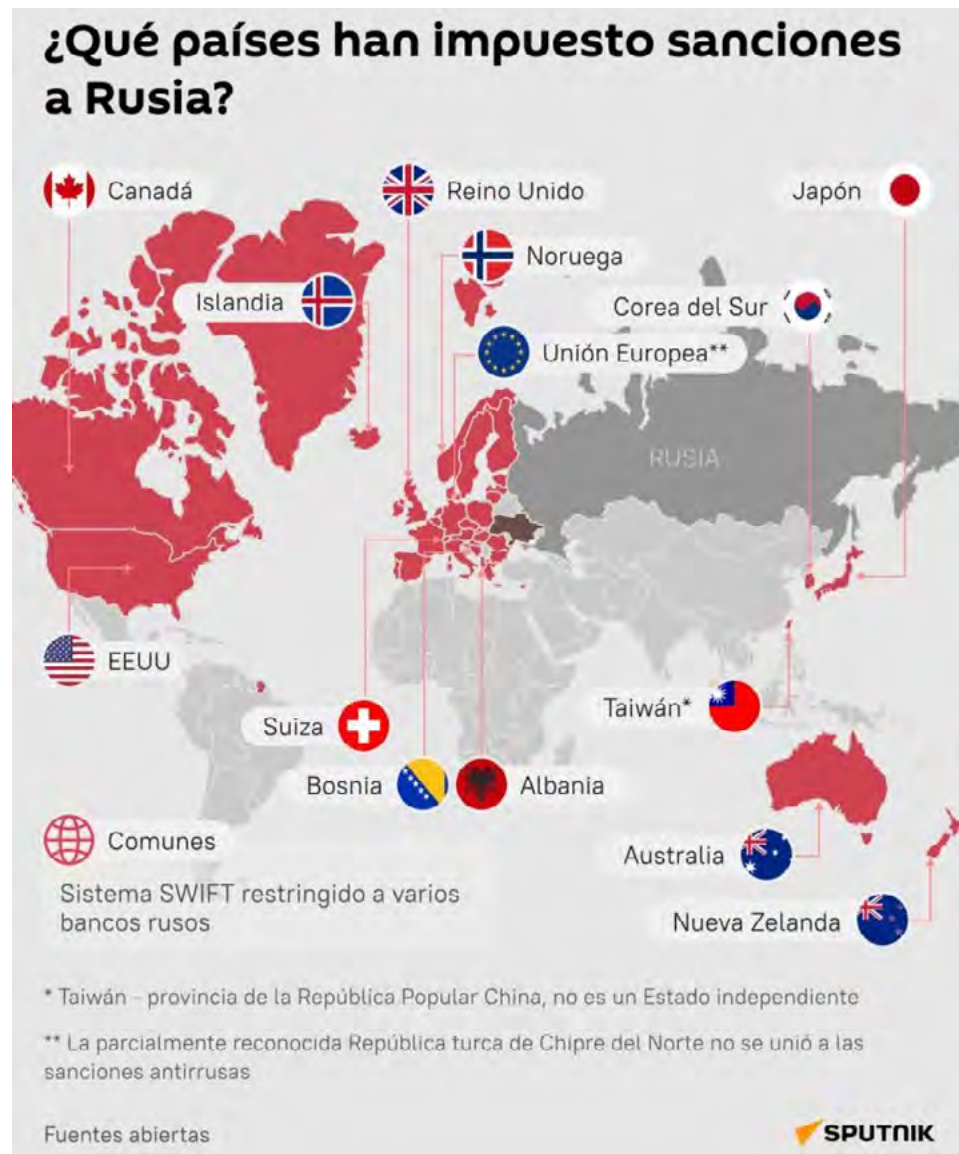 ¿Qué países han impuesto sanciones
a Rusia?
Canadá
Reino Unido
Japón
Noruega
Islandia
Corea del Sur
Unión Europea**
RUSIA
EEUU
Suiza
Taiwán*
Bosnia
Albania
Comunes
Australia
Sistema SWIFT restringido a varios
bancos rusos
Nueva Zelanda
* Taiwán – provincia de la República Popular China, no es un Estado independiente
** La parcialmente reconocida República turca de Chipre del Norte no se unió a las
sanciones antirrusas
Fuentes abiertas
SPUTNIK